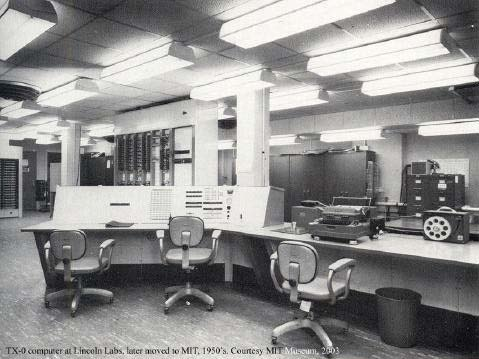 TX-0 computer at Lincoln Labs, later moved to MIT, 1950's. Courtesy MIT Museum, 2003